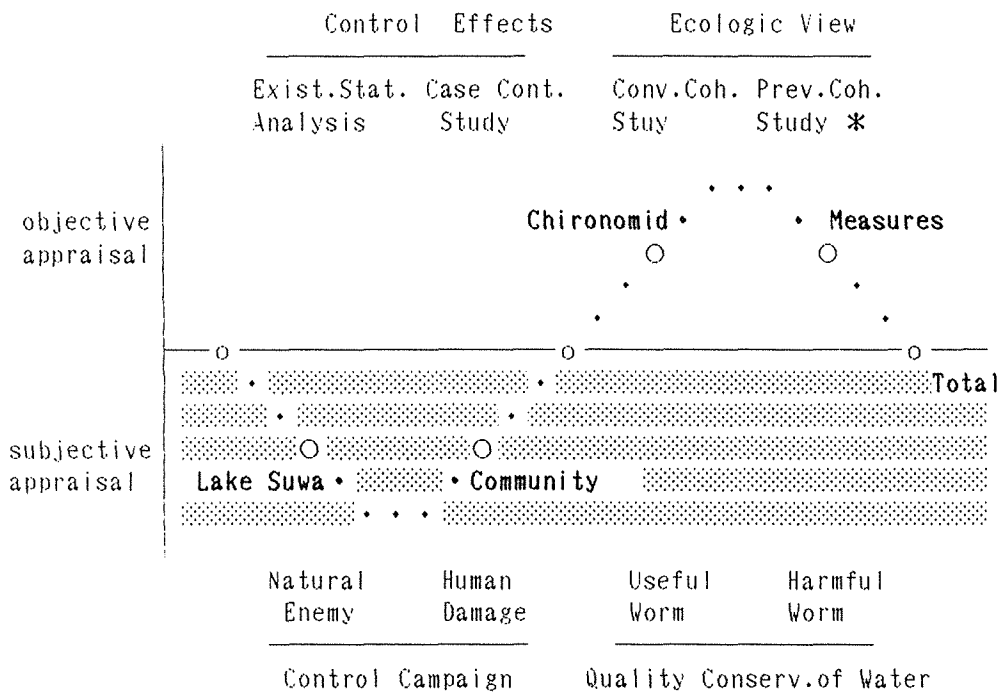 Control Effects Ecologic View
Exist.Stat. Case Cont. Conv.Coh. Prev.Coh.
Analysis Study Stuy Study *
objective Chironomid Measures
appraisal
Total
subjective
appraisal Lake Suwa Community
Natural Human Useful Harmful
Enemy Damage Worm Worm
Control Campaign Quality Conserv.of Water